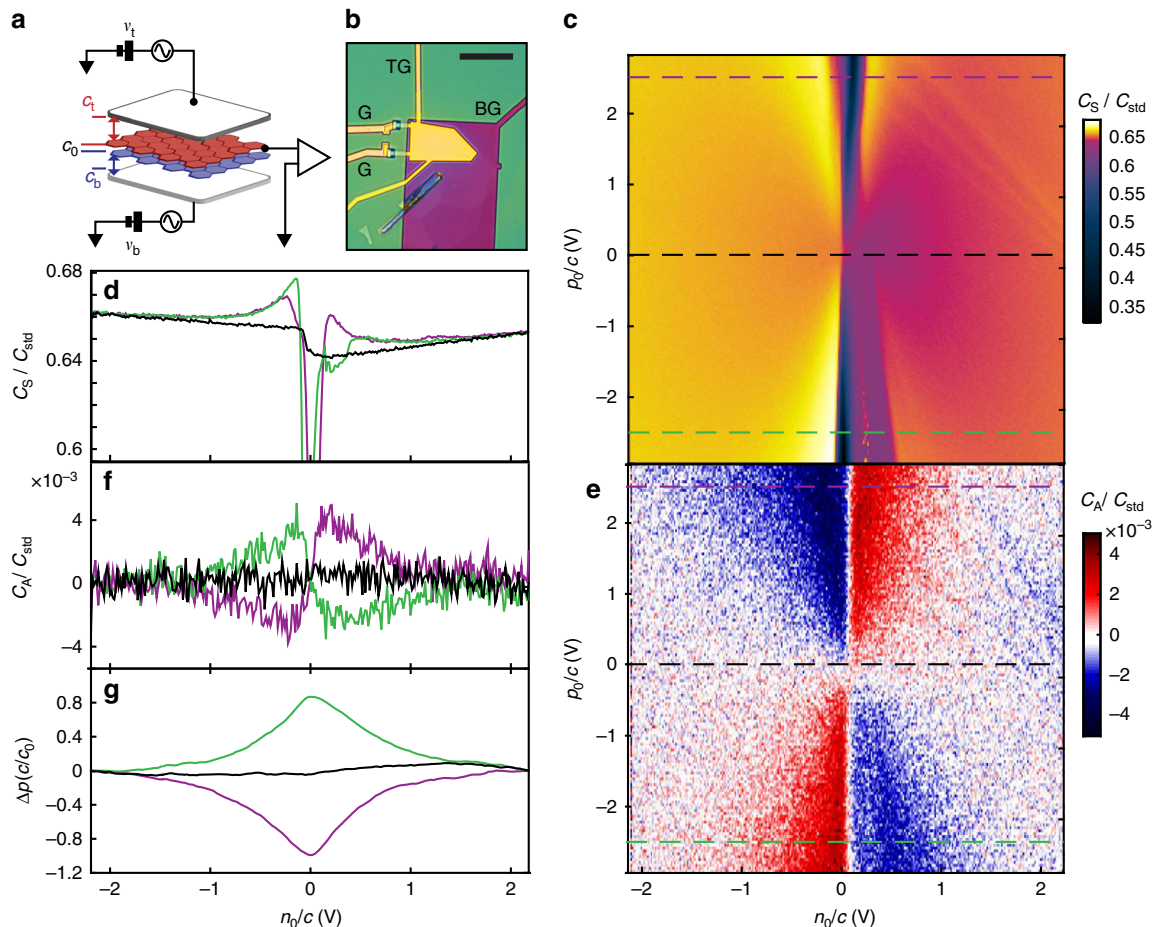 a
v_t
c_t
c_0
c_b
v_b
b
TG
BG
G
G
c
2
1
0
−1
−2
p_0/c (V)
C_S / C_std
0.65
0.6
0.55
0.5
0.45
0.4
0.35
d
0.68
0.64
0.6
C_S / C_std
f
×10^−3
4
0
−4
C_A / C_std
g
0.8
0.4
0
−0.4
−0.8
−1.2
Δp(c/c_0)
−2 −1 0 1 2
n_0/c (V)
e
2
1
0
−1
−2
p_0/c (V)
−2 −1 0 1 2
n_0/c (V)
C_A / C_std
×10^−3
4
2
0
−2
−4